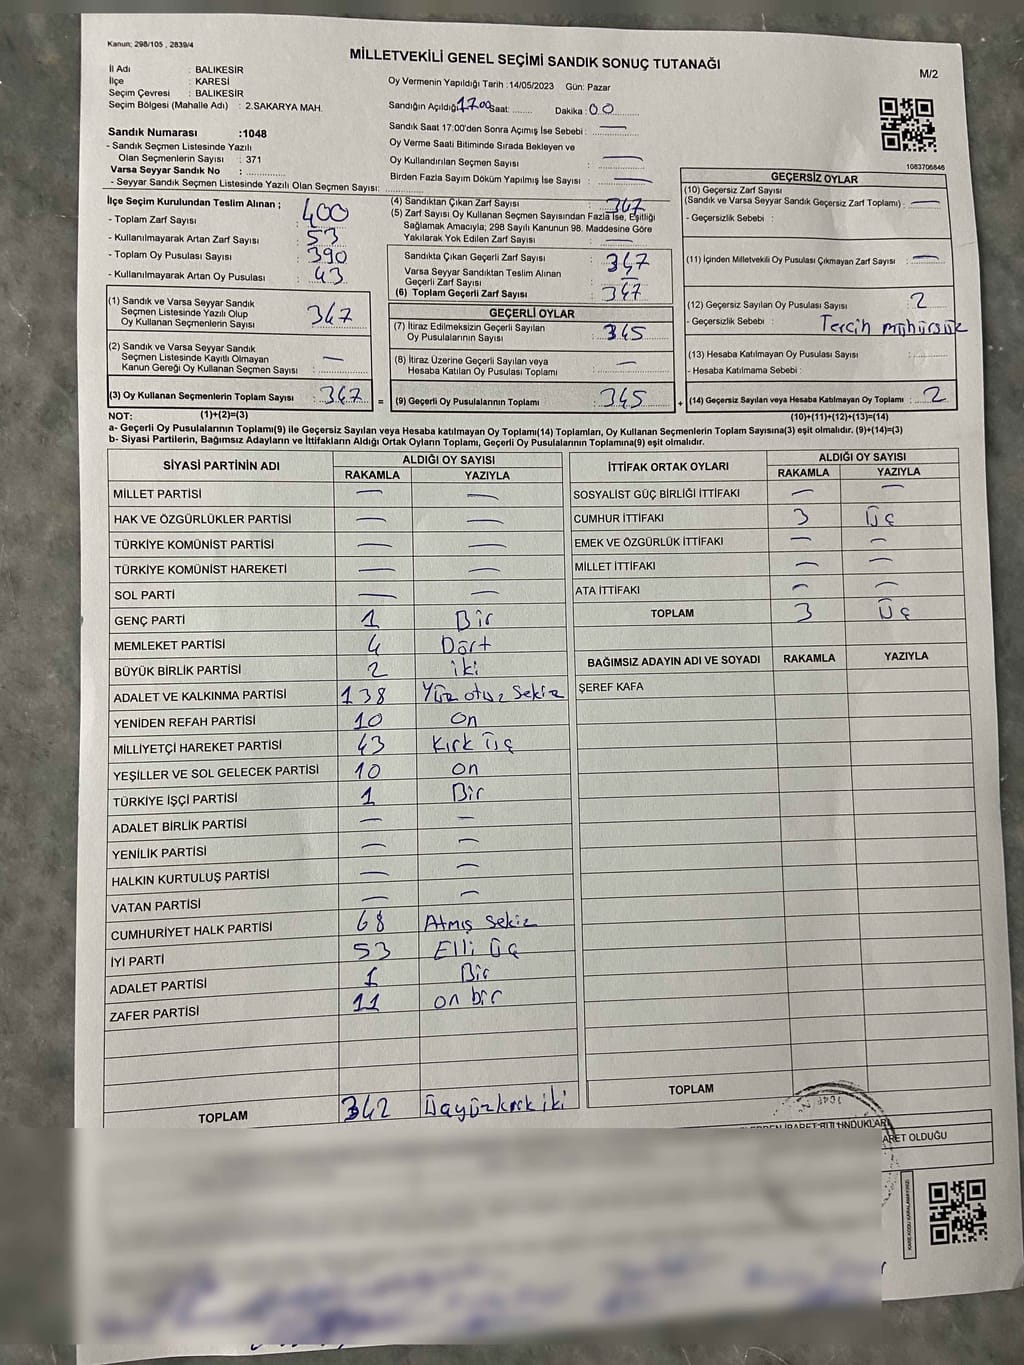 Kanun; 298/105 , 2839/4
MİLLETVEKİLİ GENEL SEÇİMİ SANDIK SONUÇ TUTANAĞI
M/2
İl Adı : BALIKESİR
İlçe : KARESİ
Seçim Çevresi : BALIKESİR
Seçim Bölgesi (Mahalle Adı) : 2.SAKARYA MAH.
Oy Vermenin Yapıldığı Tarih :14/05/2023 Gün: Pazar
Sandığın Açıldığı 17.00 Saat: ........ Dakika : 00
Sandık Saat 17:00'den Sonra Açımış İse Sebebi : —
Oy Verme Saati Bitiminde Sırada Bekleyen ve
Oy Kullandırılan Seçmen Sayısı : —
Birden Fazla Sayım Döküm Yapılmış İse Sayısı : —
1083706846
Sandık Numarası :1048
- Sandık Seçmen Listesinde Yazılı
Olan Seçmenlerin Sayısı : 371
Varsa Seyyar Sandık No : ..............
- Seyyar Sandık Seçmen Listesinde Yazılı Olan Seçmen Sayısı: ..............
İlçe Seçim Kurulundan Teslim Alınan ;
- Toplam Zarf Sayısı : 400
- Kullanılmayarak Artan Zarf Sayısı : 53
- Toplam Oy Pusulası Sayısı : 390
- Kullanılmayarak Artan Oy Pusulası : 43
(1) Sandık ve Varsa Seyyar Sandık
Seçmen Listesinde Yazılı Olup
Oy Kullanan Seçmenlerin Sayısı : 347
(2) Sandık ve Varsa Seyyar Sandık
Seçmen Listesinde Kayıtlı Olmayan
Kanun Gereği Oy Kullanan Seçmen Sayısı : —
(3) Oy Kullanan Seçmenlerin Toplam Sayısı : 347 =
(4) Sandıktan Çıkan Zarf Sayısı : 347
(5) Zarf Sayısı Oy Kullanan Seçmen Sayısından Fazla İse, Eşitliği
Sağlamak Amacıyla; 298 Sayılı Kanunun 98. Maddesine Göre
Yakılarak Yok Edilen Zarf Sayısı : —
Sandıkta Çıkan Geçerli Zarf Sayısı : 347
Varsa Seyyar Sandıktan Teslim Alınan
Geçerli Zarf Sayısı : —
(6) Toplam Geçerli Zarf Sayısı : 347
GEÇERLİ OYLAR
(7) İtiraz Edilmeksizin Geçerli Sayılan
Oy Pusulalarının Sayısı : 345
(8) İtiraz Üzerine Geçerli Sayılan veya
Hesaba Katılan Oy Pusulası Toplamı : —
(9) Geçerli Oy Pusulalarının Toplamı : 345 +
GEÇERSİZ OYLAR
(10) Geçersiz Zarf Sayısı
(Sandık ve Varsa Seyyar Sandık Geçersiz Zarf Toplamı) : —
- Geçersizlik Sebebi :
(11) İçinden Milletvekili Oy Pusulası Çıkmayan Zarf Sayısı : —
(12) Geçersiz Sayılan Oy Pusulası Sayısı : 2
- Geçersizlik Sebebi : Tercih mühürsük
(13) Hesaba Katılmayan Oy Pusulası Sayısı : ..............
- Hesaba Katılmama Sebebi :
(14) Geçersiz Sayılan veya Hesaba Katılmayan Oy Toplamı : 2
NOT: (1)+(2)=(3)
(10)+(11)+(12)+(13)=(14)
a- Geçerli Oy Pusulalarının Toplamı(9) ile Geçersiz Sayılan veya Hesaba katılmayan Oy Toplamı(14) Toplamları, Oy Kullanan Seçmenlerin Toplam Sayısına(3) eşit olmalıdır. (9)+(14)=(3)
b- Siyasi Partilerin, Bağımsız Adayların ve İttifakların Aldığı Ortak Oyların Toplamı, Geçerli Oy Pusulalarının Toplamına(9) eşit olmalıdır.
SİYASİ PARTİNİN ADI ALDIĞI OY SAYISI
RAKAMLA YAZIYLA
MİLLET PARTİSİ — —
HAK VE ÖZGÜRLÜKLER PARTİSİ — —
TÜRKİYE KOMÜNİST PARTİSİ — —
TÜRKİYE KOMÜNİST HAREKETİ — —
SOL PARTİ — —
GENÇ PARTİ 1 Bir
MEMLEKET PARTİSİ 4 Dört
BÜYÜK BİRLİK PARTİSİ 2 iki
ADALET VE KALKINMA PARTİSİ 138 Yüz otuz sekiz
YENİDEN REFAH PARTİSİ 10 on
MİLLİYETÇİ HAREKET PARTİSİ 43 Kırk üç
YEŞİLLER VE SOL GELECEK PARTİSİ 10 on
TÜRKİYE İŞÇİ PARTİSİ 1 Bir
ADALET BİRLİK PARTİSİ — —
YENİLİK PARTİSİ — —
HALKIN KURTULUŞ PARTİSİ — —
VATAN PARTİSİ — —
CUMHURİYET HALK PARTİSİ 68 Atmış sekiz
İYİ PARTİ 53 Elli üç
ADALET PARTİSİ 1 Bir
ZAFER PARTİSİ 11 on bir
TOPLAM 342 Üçyüzkırk iki
İTTİFAK ORTAK OYLARI ALDIĞI OY SAYISI
RAKAMLA YAZIYLA
SOSYALİST GÜÇ BİRLİĞİ İTTİFAKI — —
CUMHUR İTTİFAKI 3 Üç
EMEK VE ÖZGÜRLÜK İTTİFAKI — —
MİLLET İTTİFAKI — —
ATA İTTİFAKI — —
TOPLAM 3 Üç
BAĞIMSIZ ADAYIN ADI VE SOYADI RAKAMLA YAZIYLA
ŞEREF KAFA
TOPLAM
1048
BULUNDUKLARI
ARET OLDUĞU